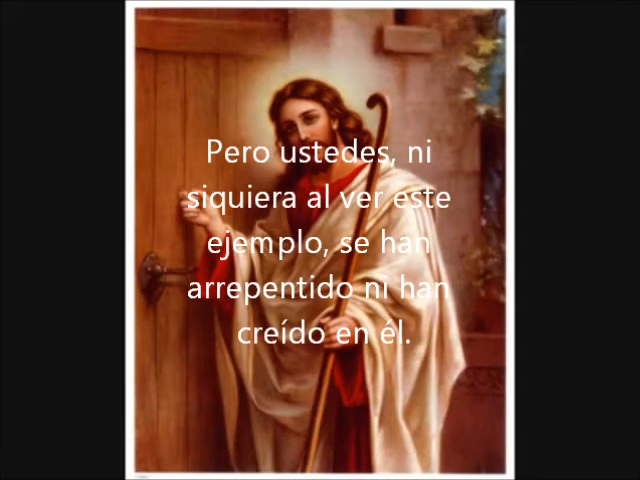 Pero ustedes, ni
siquiera al ver este
ejemplo, se han
arrepentido ni han
creído en él.